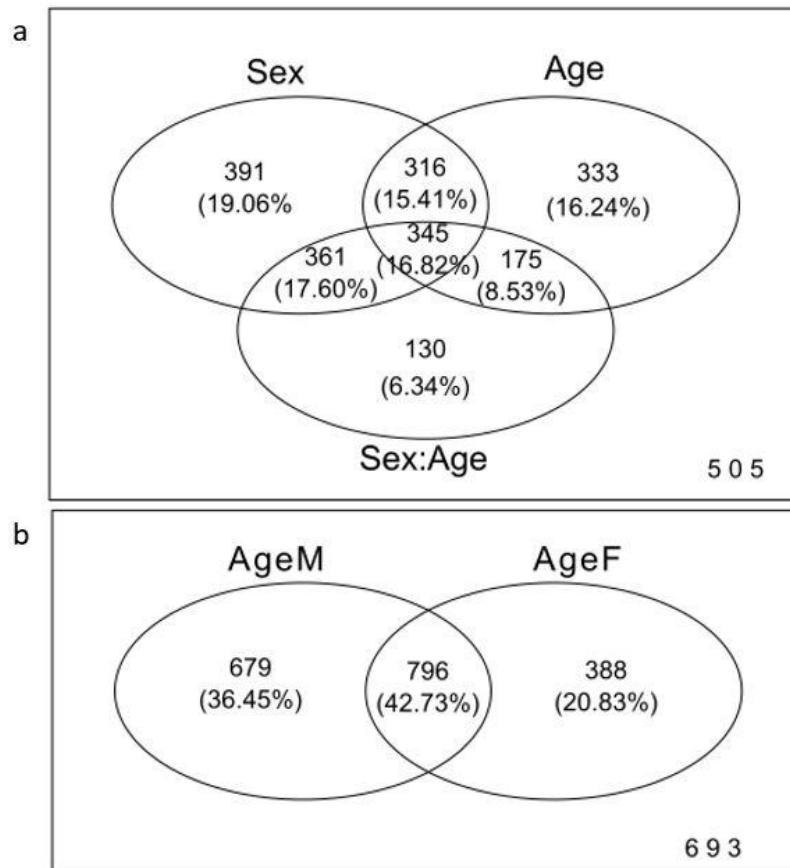 a
Sex
Age
391
(19.06%
316
(15.41%)
333
(16.24%)
345
(16.82%)
361
(17.60%)
175
(8.53%)
130
(6.34%)
Sex:Age
5 0 5
b
AgeM
AgeF
679
(36.45%)
796
(42.73%)
388
(20.83%)
6 9 3